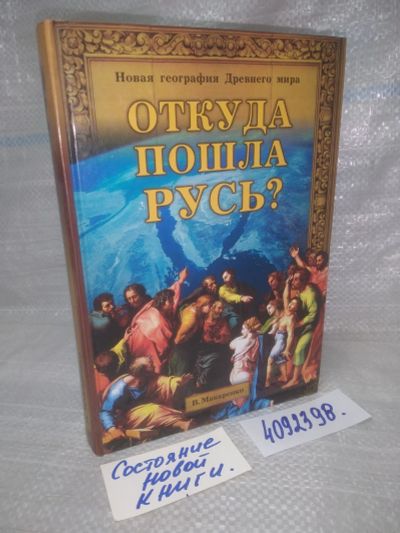 Новая география Древнего мира
ОТКУДА
ПОШЛА
РУСЬ?
В. Макаренко
4092398.
Состояние
новой
книги.